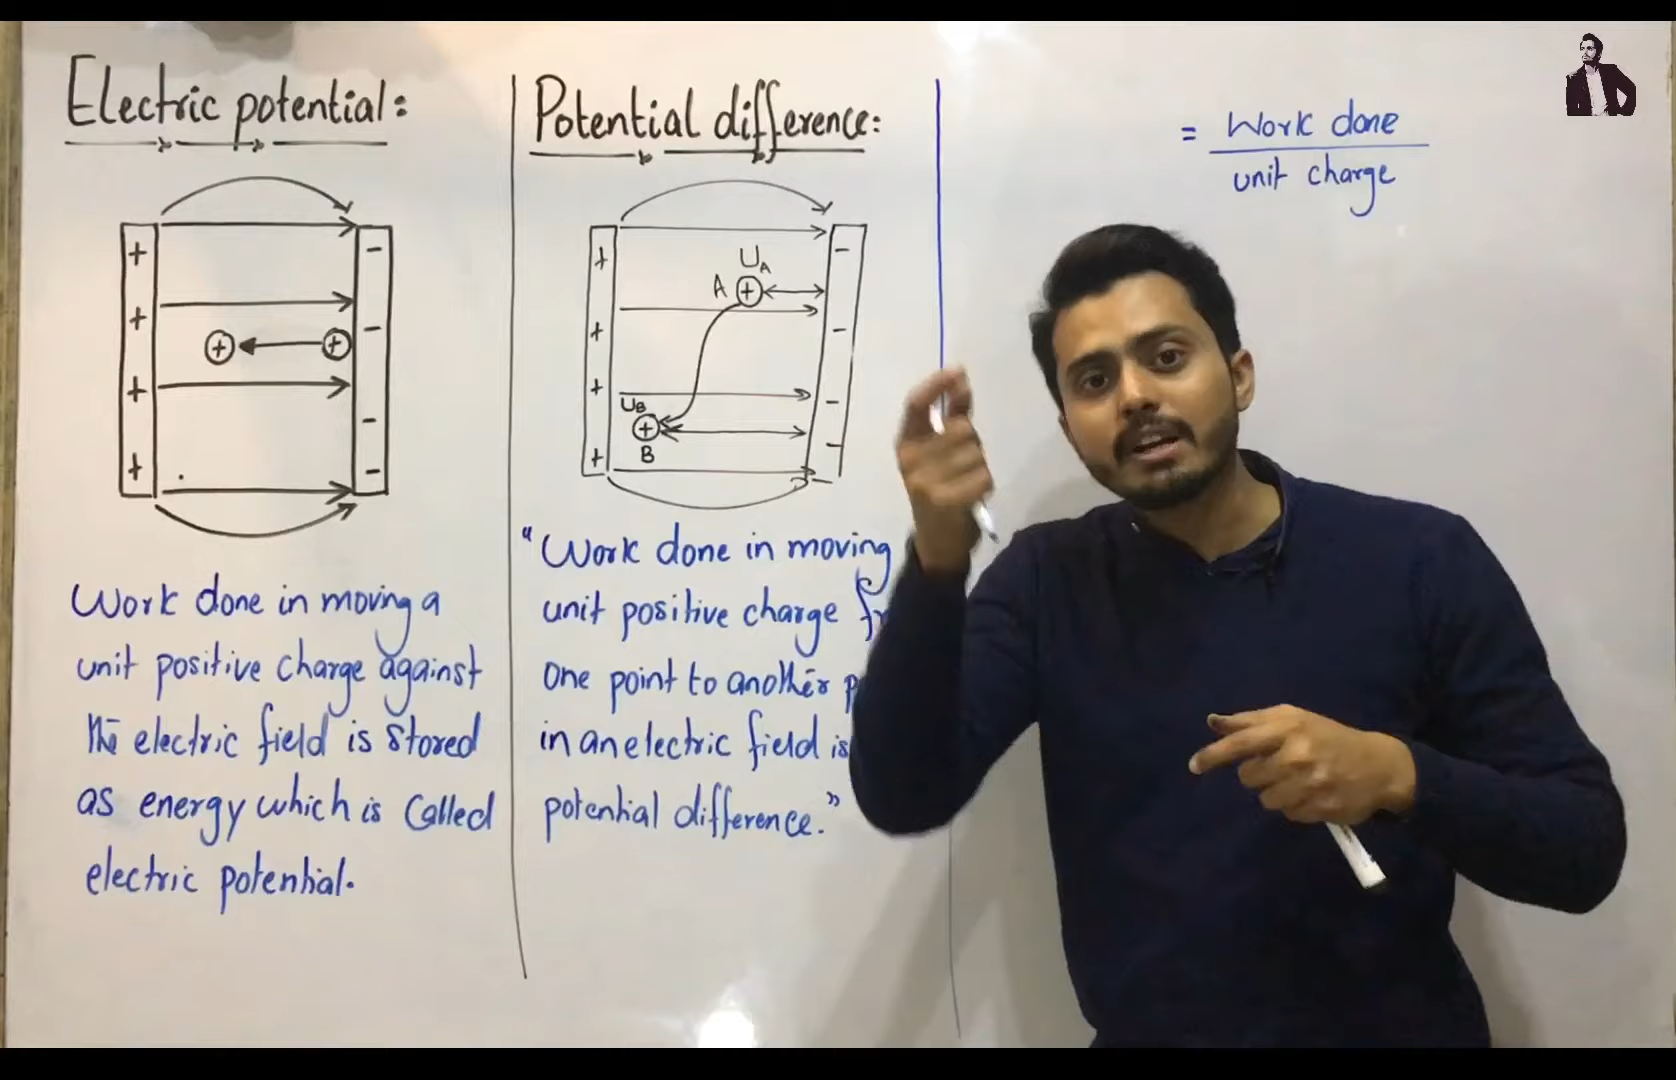 Electric potential:
Work done in moving a
unit positive charge against
the electric field is stored
as energy which is called
electric potential.
Potential difference:
U_A
A
U_B
B
"Work done in moving
unit positive charge
one point to another
in an electric field is
potential difference."
= Work done
unit charge